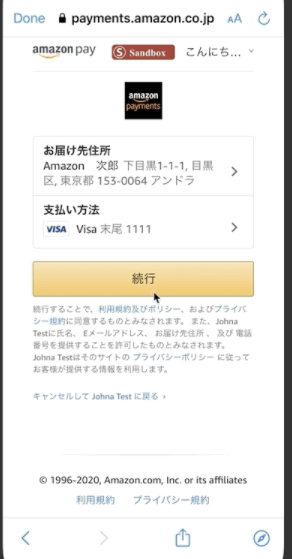 Done payments.amazon.co.jp AA
amazon pay S Sandbox こんにち...
amazon
payments
お届け先住所
Amazon 次郎 下目黒1-1-1, 目黒
区, 東京都 153-0064 アンドラ
支払い方法
VISA Visa 末尾 1111
続行
続行することで、利用規約及びポリシー、およびプライバ
シー規約に同意するものとみなされます。また、Johna
Testに氏名、Eメールアドレス、お届け先住所 、 及び 電話
番号を提供することを許可したものとみなされます。
Johna Testはそのサイトの プライバシーポリシー に従って
お客様が提供する情報を利用します。
キャンセルして Johna Test に戻る ›
© 1996-2020, Amazon.com, Inc. or its affiliates
利用規約 プライバシー規約